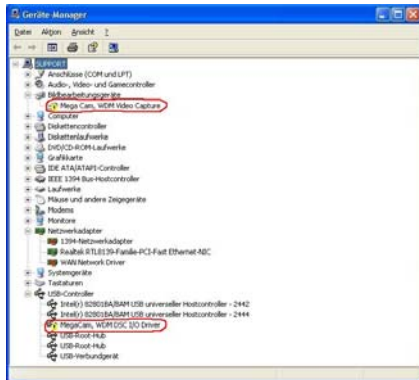 Geräte-Manager
Datei Aktion Ansicht ?
SUPPORT
Anschlüsse (COM und LPT)
Audio-, Video- und Gamecontroller
Bildbearbeitungsgeräte
Mega Cam, WDM Video Capture
Computer
Diskettencontroller
Diskettenlaufwerke
DVD/CD-ROM-Laufwerke
Grafikkarte
IDE ATA/ATAPI-Controller
IEEE 1394 Bus-Hostcontroller
Laufwerke
Mäuse und andere Zeigegeräte
Modems
Monitore
Netzwerkadapter
1394-Netzwerkadapter
Realtek RTL8139-Familie-PCI-Fast Ethernet-NIC
WAN Network Driver
Systemgeräte
Tastaturen
USB-Controller
Intel(r) 82801BA/BAM USB universeller Hostcontroller - 2442
Intel(r) 82801BA/BAM USB universeller Hostcontroller - 2444
MegaCam, WDM DSC I/O Driver
USB-Root-Hub
USB-Root-Hub
USB-Verbundgerät